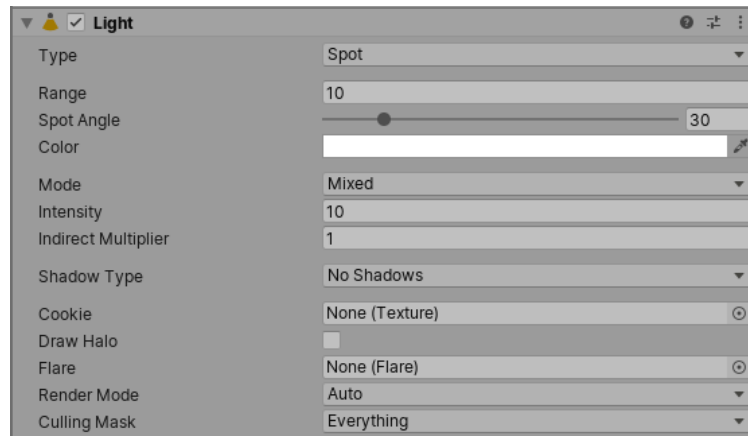 Light
Type Spot
Range 10
Spot Angle 30
Color
Mode Mixed
Intensity 10
Indirect Multiplier 1
Shadow Type No Shadows
Cookie None (Texture)
Draw Halo
Flare None (Flare)
Render Mode Auto
Culling Mask Everything